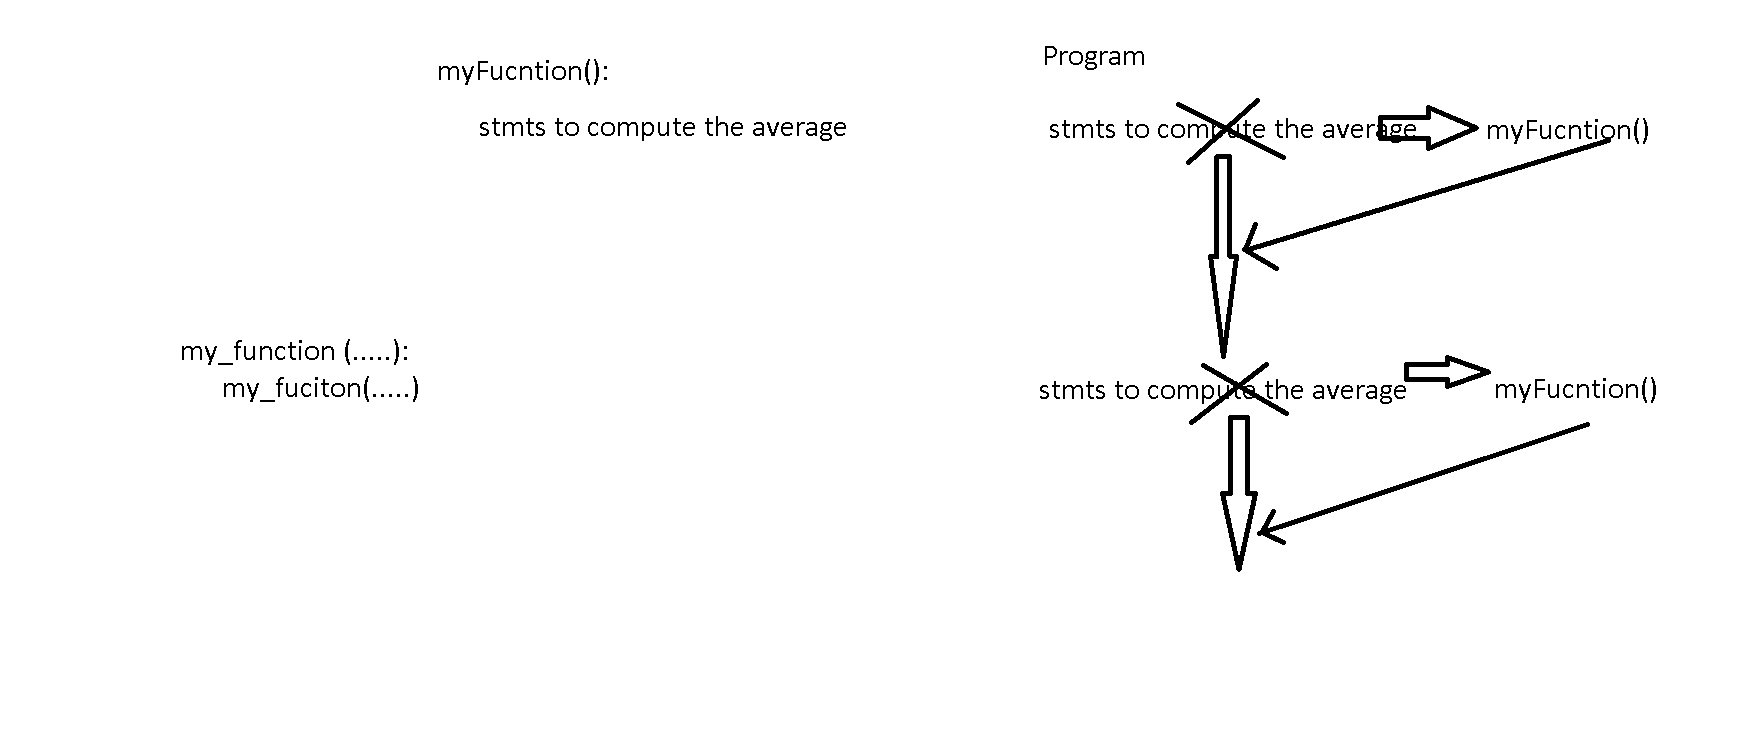 myFucntion():
stmts to compute the average
Program
stmts to compute the average
myFucntion()
my_function (.....):
my_fuciton(.....)
stmts to compute the average
myFucntion()